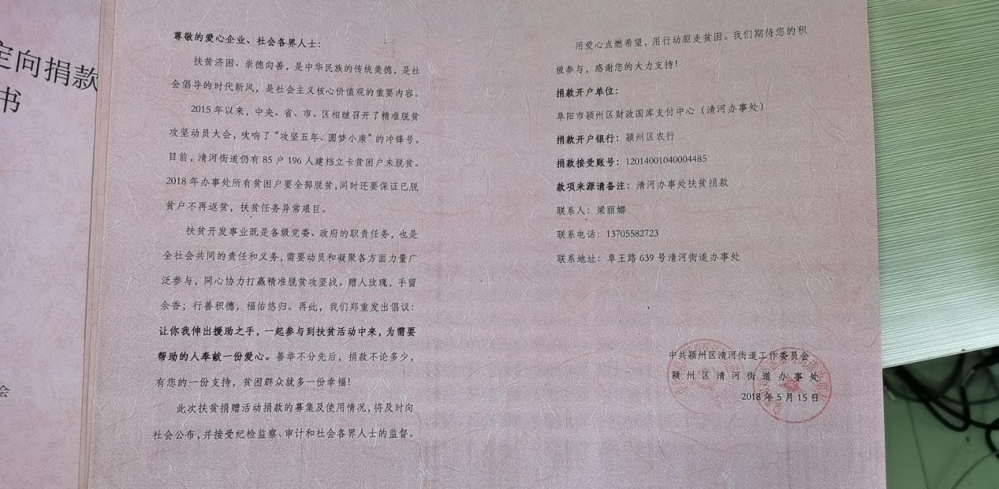 定向捐款
书
会
尊敬的爱心企业、社会各界人士：
扶贫济困、崇德向善，是中华民族的传统美德，是社
会倡导的时代新风，是社会主义核心价值观的重要内容。
2015年以来，中央、省、市、区相继召开了精准脱贫
攻坚动员大会，吹响了“攻坚五年、圆梦小康”的冲锋号。
目前，清河街道仍有85户196人建档立卡贫困户未脱贫。
2018年办事处所有贫困户要全部脱贫，同时还要保证已脱
贫户不再返贫，扶贫任务异常艰巨。
扶贫开发事业既是各级党委、政府的职责任务，也是
全社会共同的责任和义务，需要动员和凝聚各方面力量广
泛参与，同心协力打赢精准脱贫攻坚战。赠人玫瑰，手留
余香；行善积德，福佑悠归。再此，我们郑重发出倡议：
让你我伸出援助之手，一起参与到扶贫活动中来，为需要
帮助的人奉献一份爱心。善举不分先后，捐款不论多少，
有您的一份支持，贫困群众就多一份幸福！
此次扶贫捐赠活动捐款的募集及使用情况，将及时向
社会公布，并接受纪检监察、审计和社会各界人士的监督。
用爱心点燃希望，用行动驱走贫困。我们期待您的积
极参与，感谢您的大力支持！
捐款开户单位：
阜阳市颍州区财政国库支付中心（清河办事处）
捐款开户银行：颍州区农行
捐款接受账号：12014001040004485
款项来源请备注：清河办事处扶贫捐款
联系人：梁丽娜
联系电话：13705582723
联系地址：阜王路639号清河街道办事处
中共颍州区清河街道工作委员会
颍州区清河街道办事处
2018年5月15日